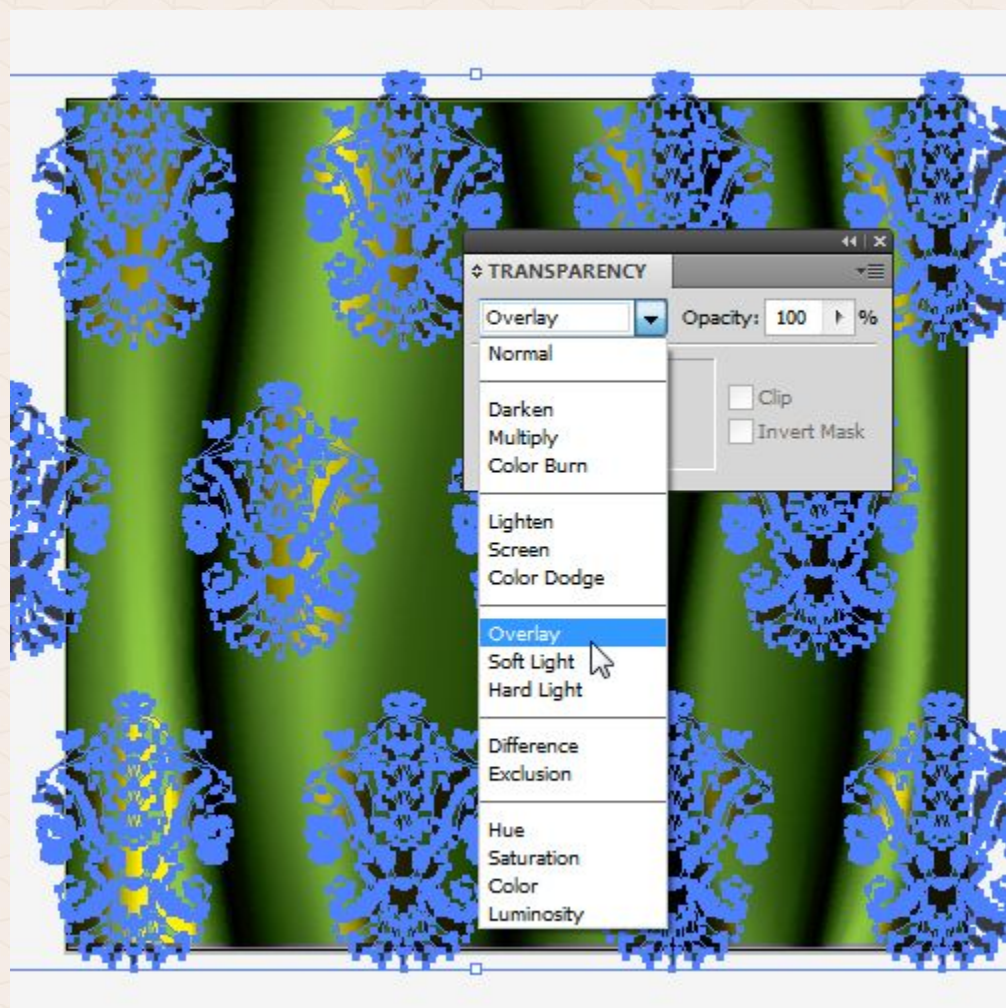 TRANSPARENCY
Overlay
Opacity: 100 %
Normal
Darken
Multiply
Color Burn
Lighten
Screen
Color Dodge
Overlay
Soft Light
Hard Light
Difference
Exclusion
Hue
Saturation
Color
Luminosity
Clip
Invert Mask